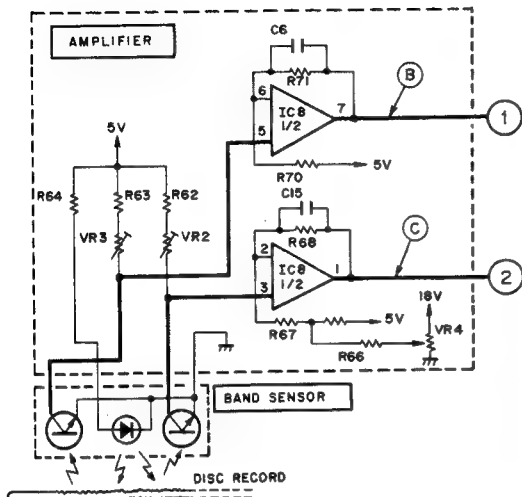 AMPLIFIER
C6
R71
B
1
6
7
IC8
1/2
5
5V
R70
5V
R64
R63
R62
C15
VR3
VR2
R68
C
2
IC8
1
2
1/2
3
18V
5V
R67
VR4
R66
BAND SENSOR
DISC RECORD